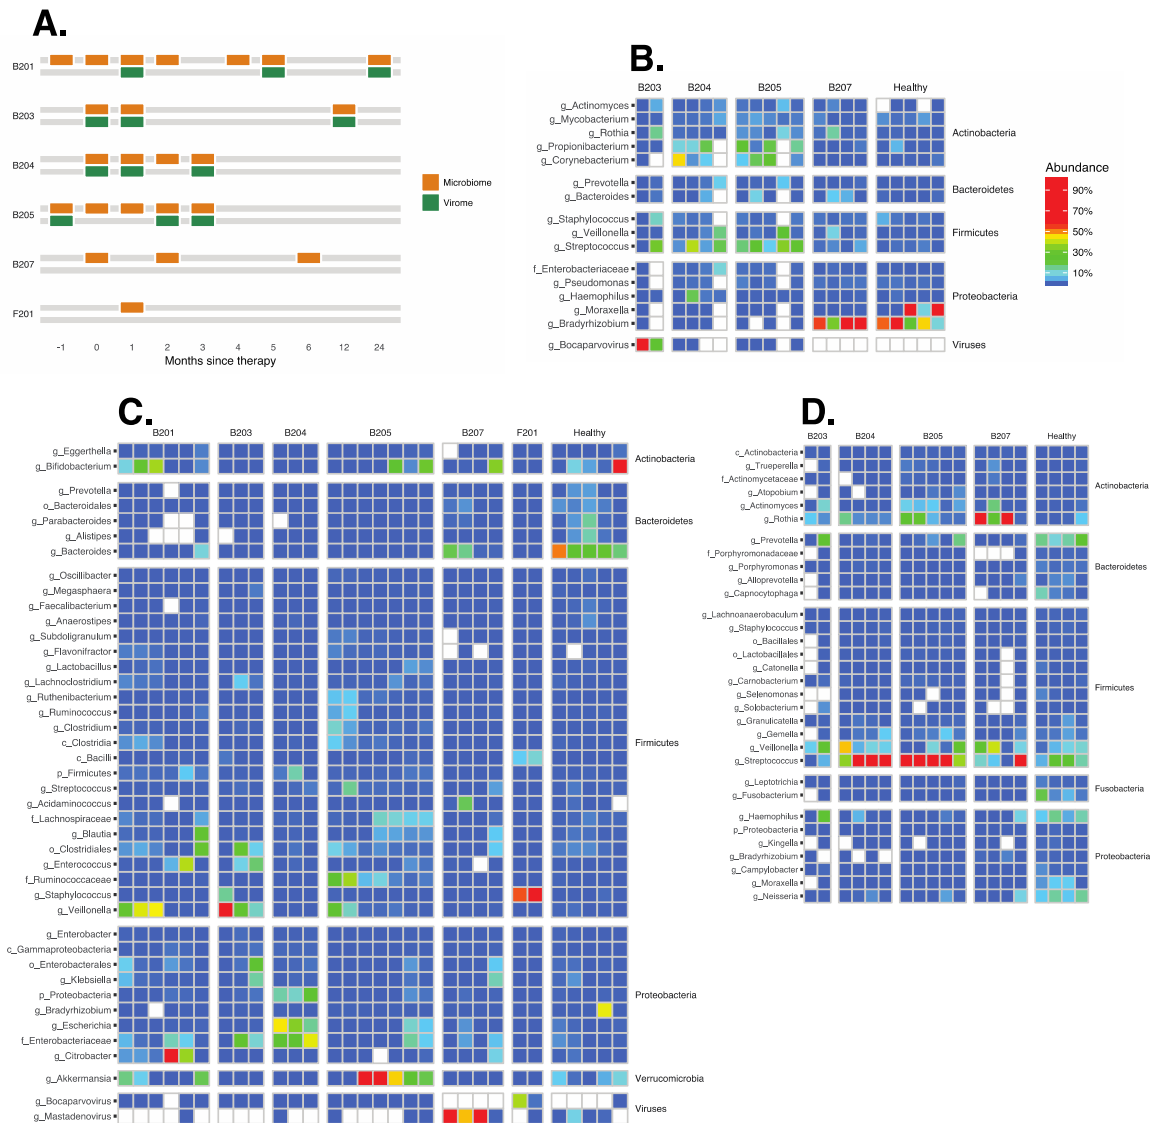 A.
B201
B203
B204
B205
B207
F201
-1 0 1 2 3 4 5 6 12 24
Months since therapy
Microbiome
Virome
B.
B203 B204 B205 B207 Healthy
g_Actinomyces
g_Mycobacterium
g_Rothia
g_Propionibacterium
g_Corynebacterium
Actinobacteria
g_Prevotella
g_Bacteroides
Bacteroidetes
g_Staphylococcus
g_Veillonella
g_Streptococcus
Firmicutes
f_Enterobacteriaceae
g_Pseudomonas
g_Haemophilus
g_Moraxella
g_Bradyrhizobium
Proteobacteria
g_Bocaparvovirus
Viruses
Abundance
90%
70%
50%
30%
10%
C.
B201 B203 B204 B205 B207 F201 Healthy
g_Eggerthella
g_Bifidobacterium
Actinobacteria
g_Prevotella
o_Bacteroidales
g_Parabacteroides
g_Alistipes
g_Bacteroides
Bacteroidetes
g_Oscillibacter
g_Megasphaera
g_Faecalibacterium
g_Anaerostipes
g_Subdoligranulum
g_Flavonifractor
g_Lactobacillus
g_Lachnoclostridium
g_Ruthenibacterium
g_Ruminococcus
g_Clostridium
c_Clostridia
c_Bacilli
p_Firmicutes
g_Streptococcus
g_Acidaminococcus
f_Lachnospiraceae
g_Blautia
o_Clostridiales
g_Enterococcus
f_Ruminococcaceae
g_Staphylococcus
g_Veillonella
Firmicutes
g_Enterobacter
c_Gammaproteobacteria
o_Enterobacterales
g_Klebsiella
p_Proteobacteria
g_Bradyrhizobium
g_Escherichia
f_Enterobacteriaceae
g_Citrobacter
Proteobacteria
g_Akkermansia
Verrucomicrobia
g_Bocaparvovirus
g_Mastadenovirus
Viruses
D.
B203 B204 B205 B207 Healthy
c_Actinobacteria
g_Trueperella
f_Actinomycetaceae
g_Atopobium
g_Actinomyces
g_Rothia
Actinobacteria
g_Prevotella
f_Porphyromonadaceae
g_Porphyromonas
g_Alloprevotella
g_Capnocytophaga
Bacteroidetes
g_Lachnoanaerobaculum
g_Staphylococcus
o_Bacillales
o_Lactobacillales
g_Catonella
g_Carnobacterium
g_Selenomonas
g_Solobacterium
g_Granulicatella
g_Gemella
g_Veillonella
g_Streptococcus
Firmicutes
g_Leptotrichia
g_Fusobacterium
Fusobacteria
g_Haemophilus
p_Proteobacteria
g_Kingella
g_Bradyrhizobium
g_Campylobacter
g_Moraxella
g_Neisseria
Proteobacteria